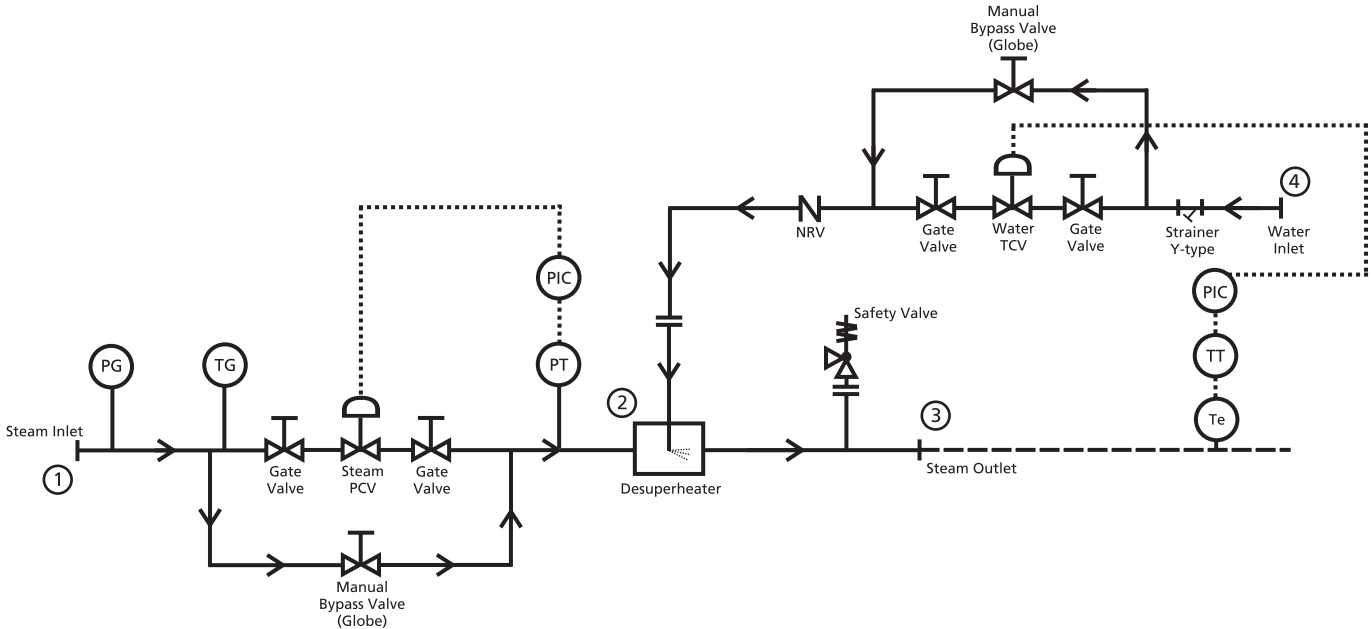 Manual
Bypass Valve
(Globe)
4
NRV
Gate
Valve
Water
TCV
Gate
Valve
Strainer
Y-type
Water
Inlet
PIC
PIC
Safety Valve
PG
TG
PT
TT
2
3
Te
Steam Inlet
1
Gate
Valve
Steam
PCV
Gate
Valve
Desuperheater
Steam Outlet
Manual
Bypass Valve
(Globe)